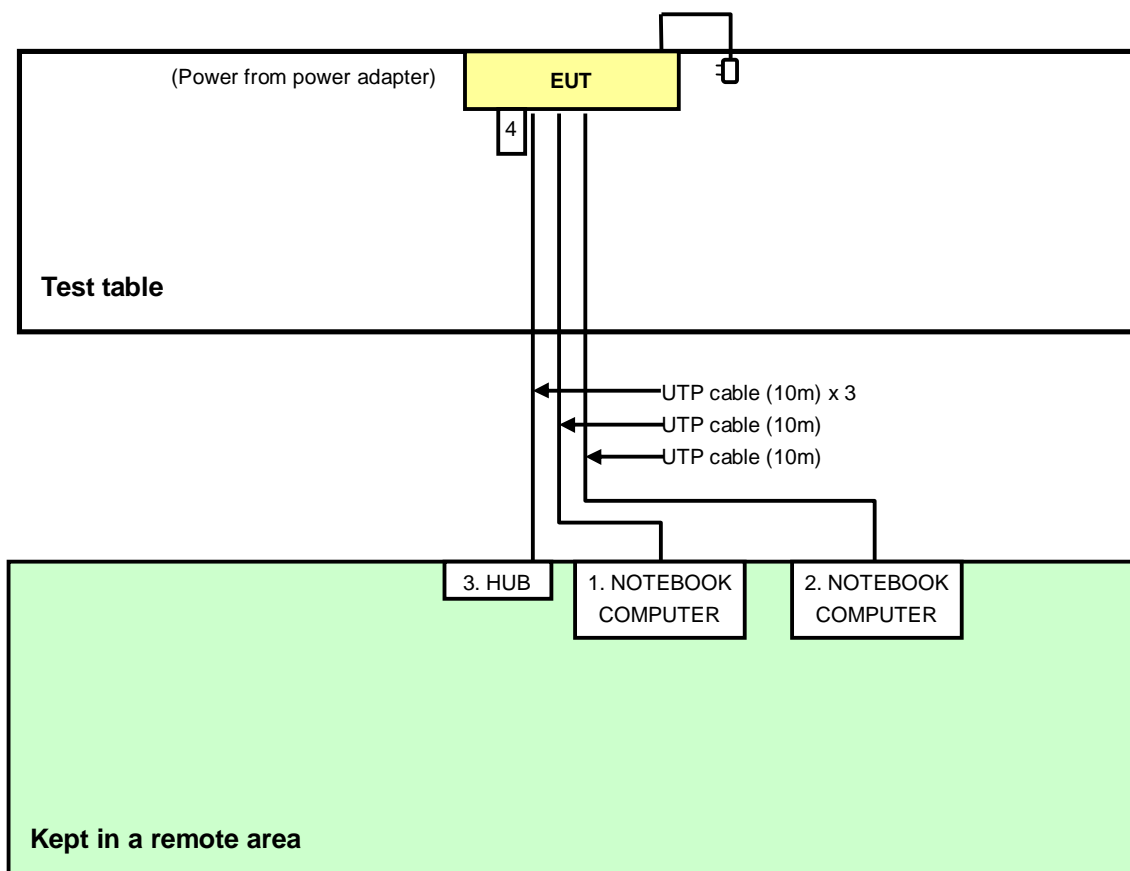 (Power from power adapter)
EUT
4
Test table
UTP cable (10m) x 3
UTP cable (10m)
UTP cable (10m)
3. HUB
1. NOTEBOOK
COMPUTER
2. NOTEBOOK
COMPUTER
Kept in a remote area